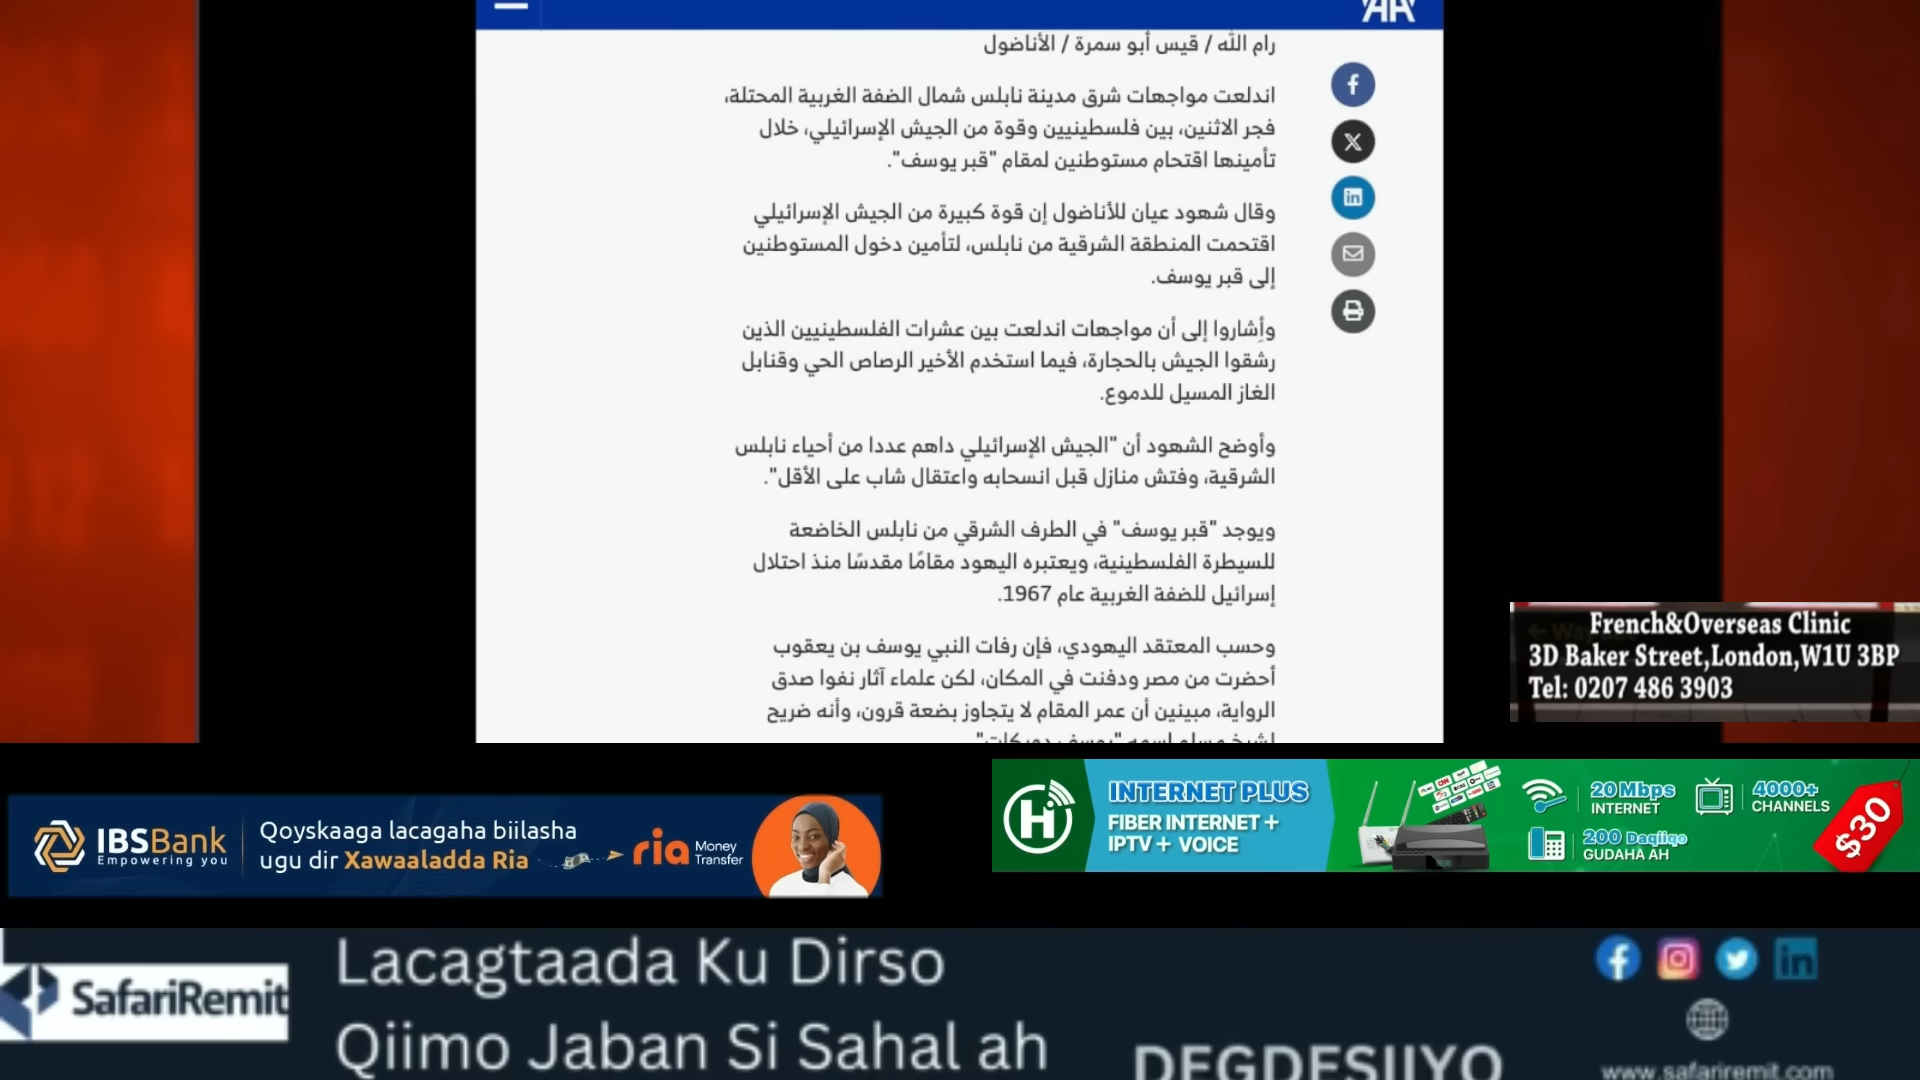 AA
رام الله / قيس أبو سمرة / الأناضول
اندلعت مواجهات شرق مدينة نابلس شمال الضفة الغربية المحتلة،
فجر الاثنين، بين فلسطينيين وقوة من الجيش الإسرائيلي، خلال
تأمينها اقتحام مستوطنين لمقام "قبر يوسف".
وقال شهود عيان للأناضول إن قوة كبيرة من الجيش الإسرائيلي
اقتحمت المنطقة الشرقية من نابلس، لتأمين دخول المستوطنين
إلى قبر يوسف.
وأشاروا إلى أن مواجهات اندلعت بين عشرات الفلسطينيين الذين
رشقوا الجيش بالحجارة، فيما استخدم الأخير الرصاص الحي وقنابل
الغاز المسيل للدموع.
وأوضح الشهود أن "الجيش الإسرائيلي داهم عددا من أحياء نابلس
الشرقية، وفتش منازل قبل انسحابه واعتقال شاب على الأقل".
ويوجد "قبر يوسف" في الطرف الشرقي من نابلس الخاضعة
للسيطرة الفلسطينية، ويعتبره اليهود مقامًا مقدسًا منذ احتلال
إسرائيل للضفة الغربية عام 1967.
وحسب المعتقد اليهودي، فإن رفات النبي يوسف بن يعقوب
أحضرت من مصر ودفنت في المكان، لكن علماء آثار نفوا صدق
الرواية، مبينين أن عمر المقام لا يتجاوز بضعة قرون، وأنه ضريح
French&Overseas Clinic
3D Baker Street,London,W1U 3BP
Tel: 0207 486 3903
IBSBank
Empowering you
Qoyskaaga lacagaha biilasha
ugu dir Xawaaladda Ria
ria Money
Transfer
H
INTERNET PLUS
FIBER INTERNET +
IPTV + VOICE
20 Mbps
INTERNET
4000+
CHANNELS
200 Daqiiqo
GUDAHA AH
$30
SafariRemit
Lacagtaada Ku Dirso
Qiimo Jaban Si Sahal ah
DEGDESIIYO
www.safariremit.com